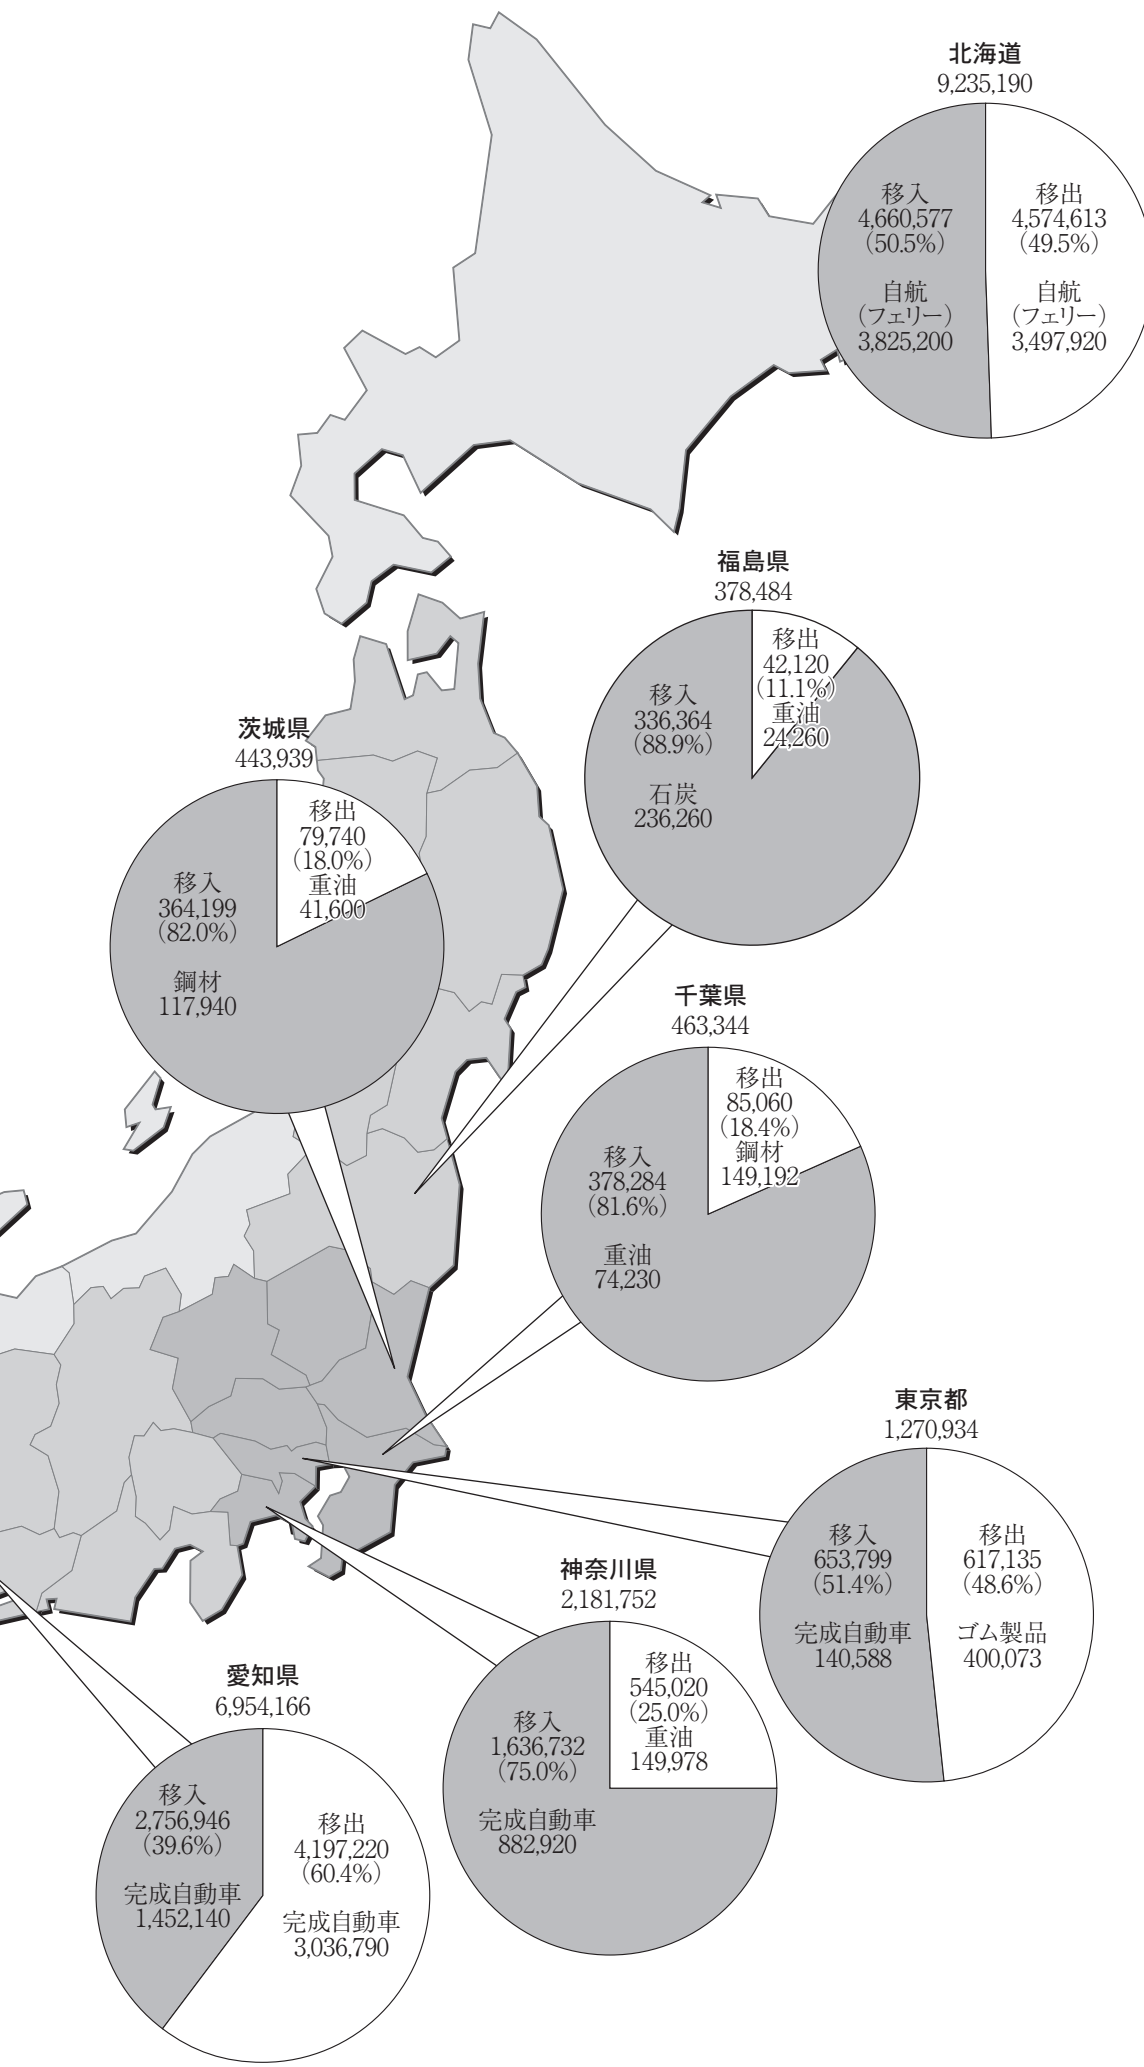 北海道
9,235,190
移入
4,660,577
(50.5%)
自航
(フェリー)
3,825,200
移出
4,574,613
(49.5%)
自航
(フェリー)
3,497,920
福島県
378,484
移入
336,364
(88.9%)
石炭
236,260
移出
42,120
(11.1%)
重油
24,260
茨城県
443,939
移入
364,199
(82.0%)
鋼材
117,940
移出
79,740
(18.0%)
重油
41,600
千葉県
463,344
移入
378,284
(81.6%)
重油
74,230
移出
85,060
(18.4%)
鋼材
149,192
東京都
1,270,934
移入
653,799
(51.4%)
完成自動車
140,588
移出
617,135
(48.6%)
ゴム製品
400,073
神奈川県
2,181,752
移入
1,636,732
(75.0%)
完成自動車
882,920
移出
545,020
(25.0%)
重油
149,978
愛知県
6,954,166
移入
2,756,946
(39.6%)
完成自動車
1,452,140
移出
4,197,220
(60.4%)
完成自動車
3,036,790